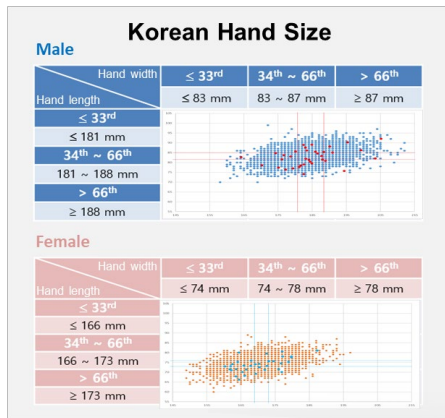 Korean Hand Size
Male
Hand width
Hand length
≤ 33rd
34th ~ 66th
> 66th
≤ 83 mm
83 ~ 87 mm
≥ 87 mm
≤ 33rd
≤ 181 mm
34th ~ 66th
181 ~ 188 mm
> 66th
≥ 188 mm
Female
Hand width
Hand length
≤ 33rd
34th ~ 66th
> 66th
≤ 74 mm
74 ~ 78 mm
≥ 78 mm
≤ 33rd
≤ 166 mm
34th ~ 66th
166 ~ 173 mm
> 66th
≥ 173 mm